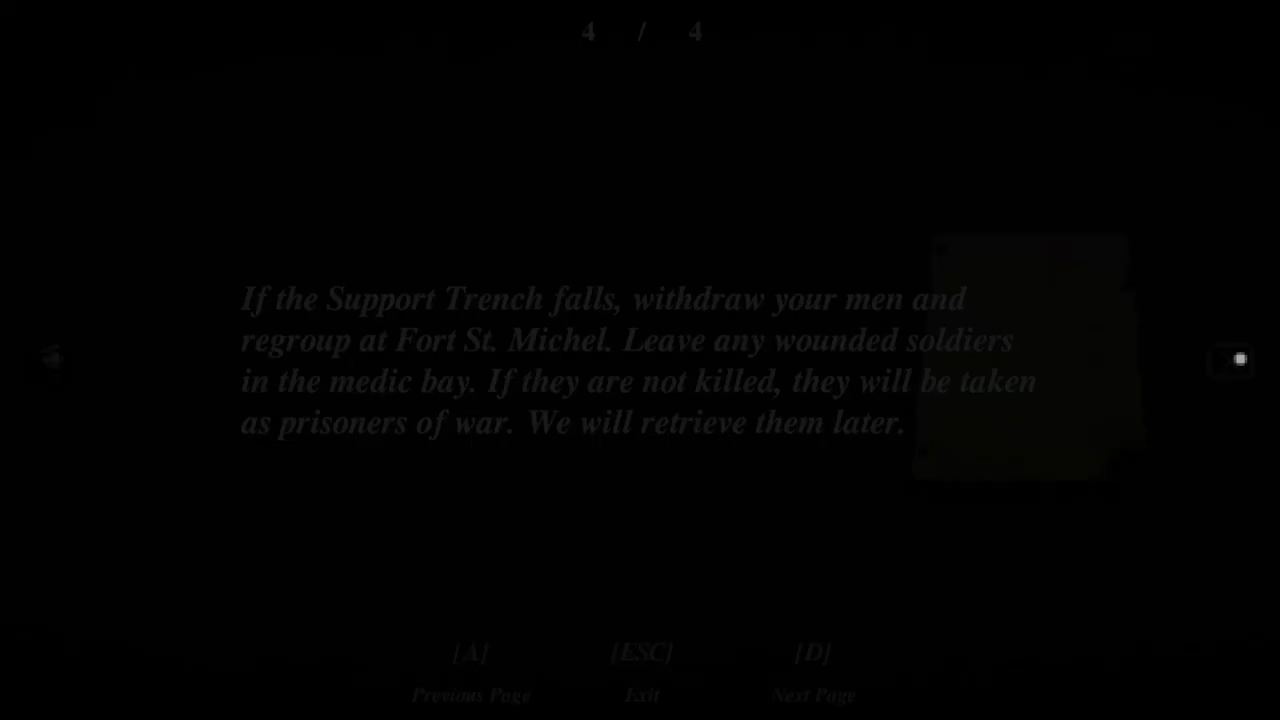 4 / 4
If the Support Trench falls, withdraw your men and
regroup at Fort St. Michel. Leave any wounded soldiers
in the medic bay. If they are not killed, they will be taken
as prisoners of war. We will retrieve them later.
[A] [ESC] [D]
Previous Page Exit Next Page